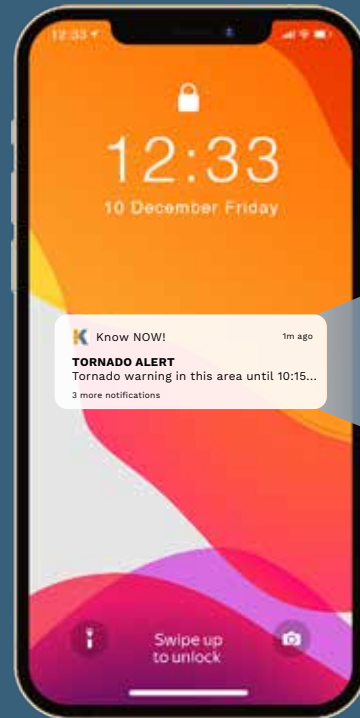 12:33
12:33
10 December Friday
Know NOW!
1m ago
TORNADO ALERT
Tornado warning in this area until 10:15...
3 more notifications
Swipe up
to unlock